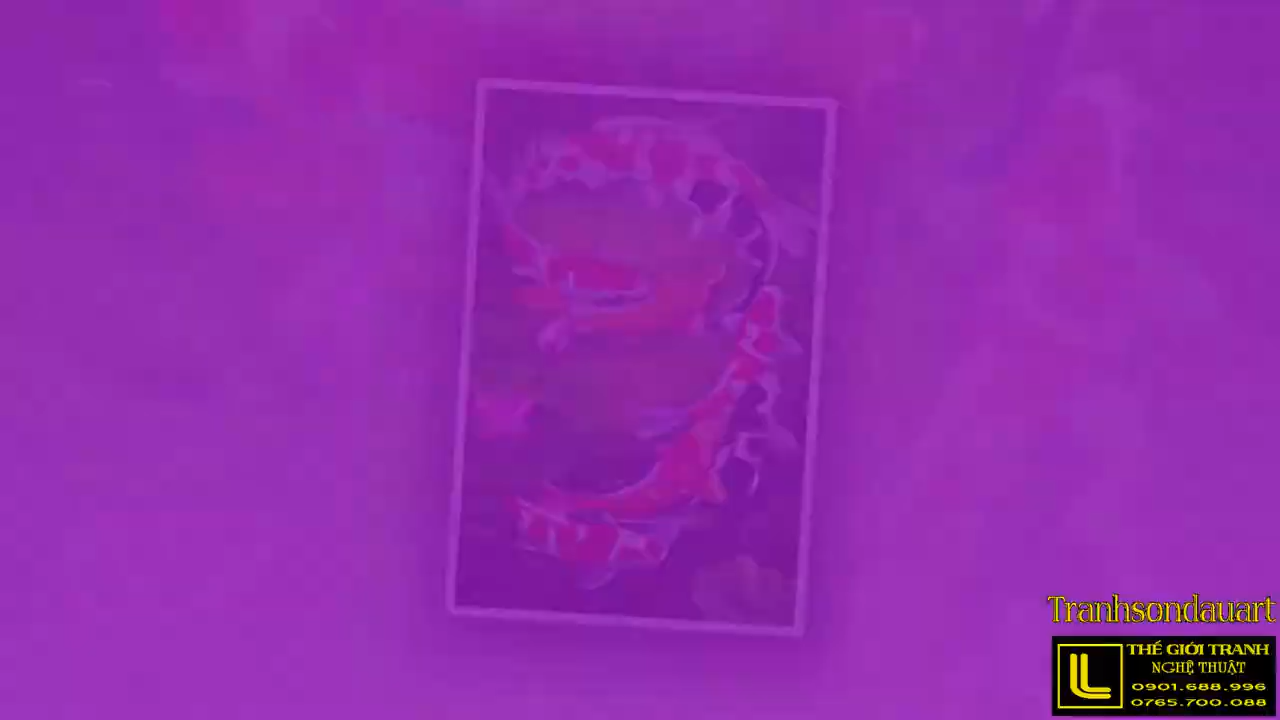 Tranhsondauart
THẾ GIỚI TRANH
NGHỆ THUẬT
0901.688.996
0765.700.088